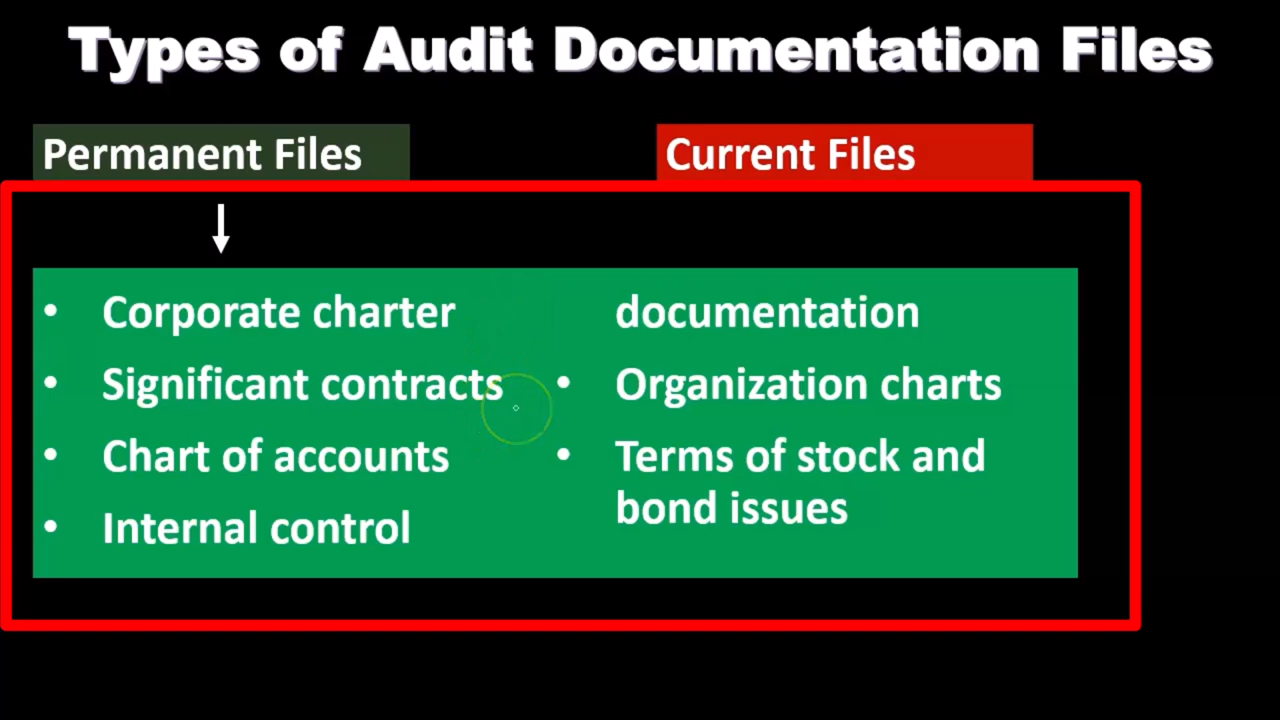 Types of Audit Documentation Files
Permanent Files
Current Files
• Corporate charter
• Significant contracts
• Chart of accounts
• Internal control
documentation
• Organization charts
• Terms of stock and
bond issues